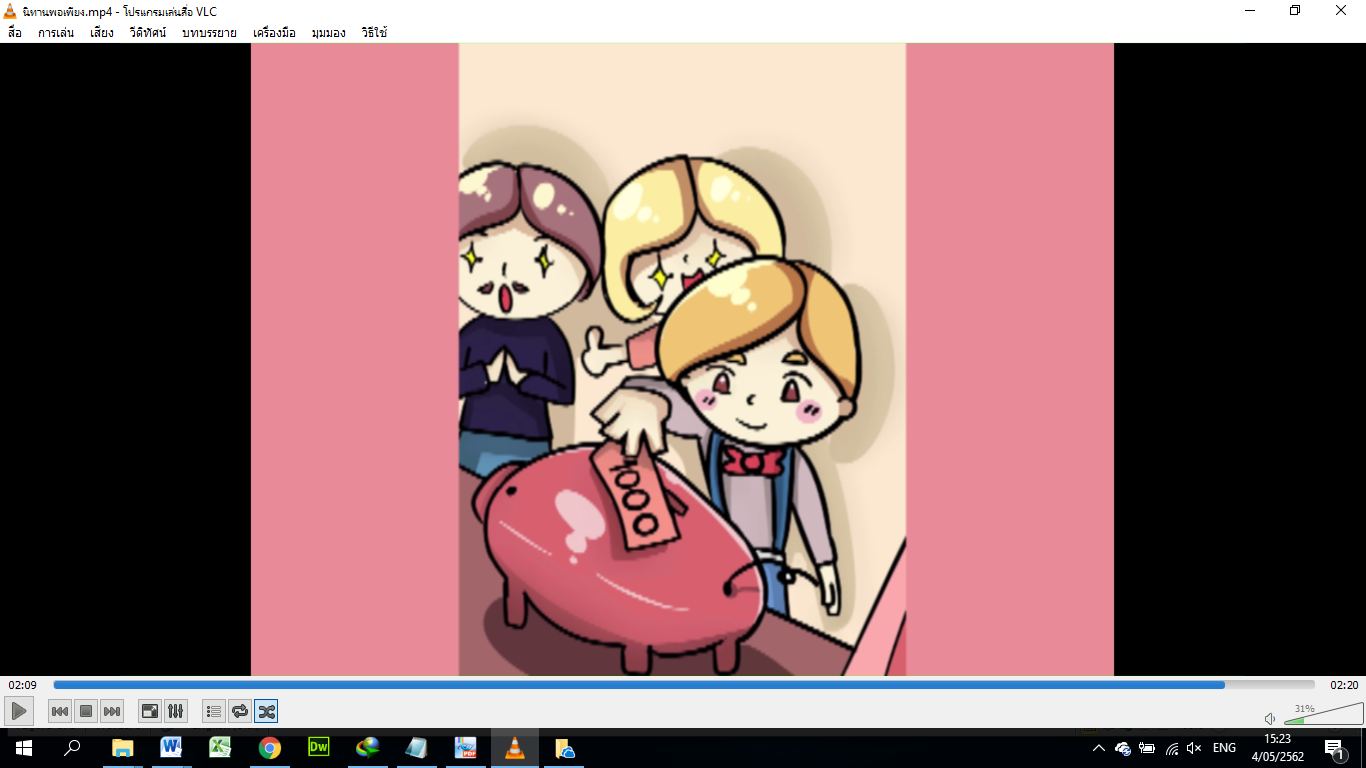 นิทานพอเพียง.mp4 - โปรแกรมเล่นสื่อ VLC
สื่อ การเล่น เสียง วีดิทัศน์ บทบรรยาย เครื่องมือ มุมมอง วิธีใช้
1000
02:09 02:20
31%
W X Dw PDF ENG 15:23
4/05/2562 1